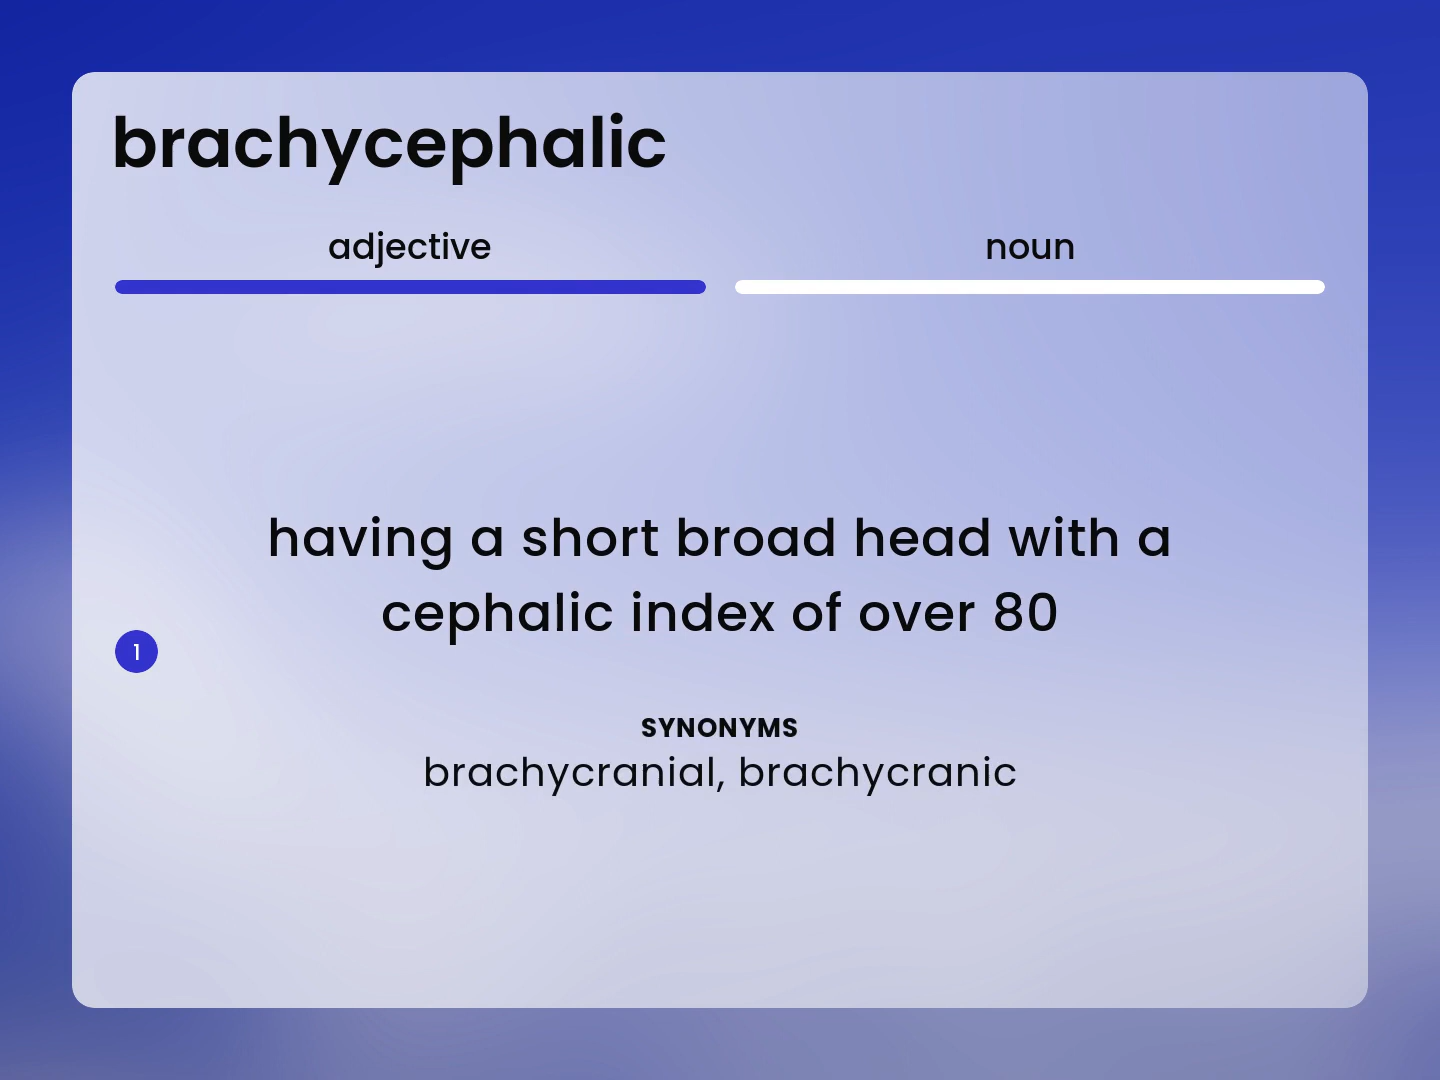 brachycephalic
adjective
noun
having a short broad head with a
cephalic index of over 80
1
SYNONYMS
brachycranial, brachycranic